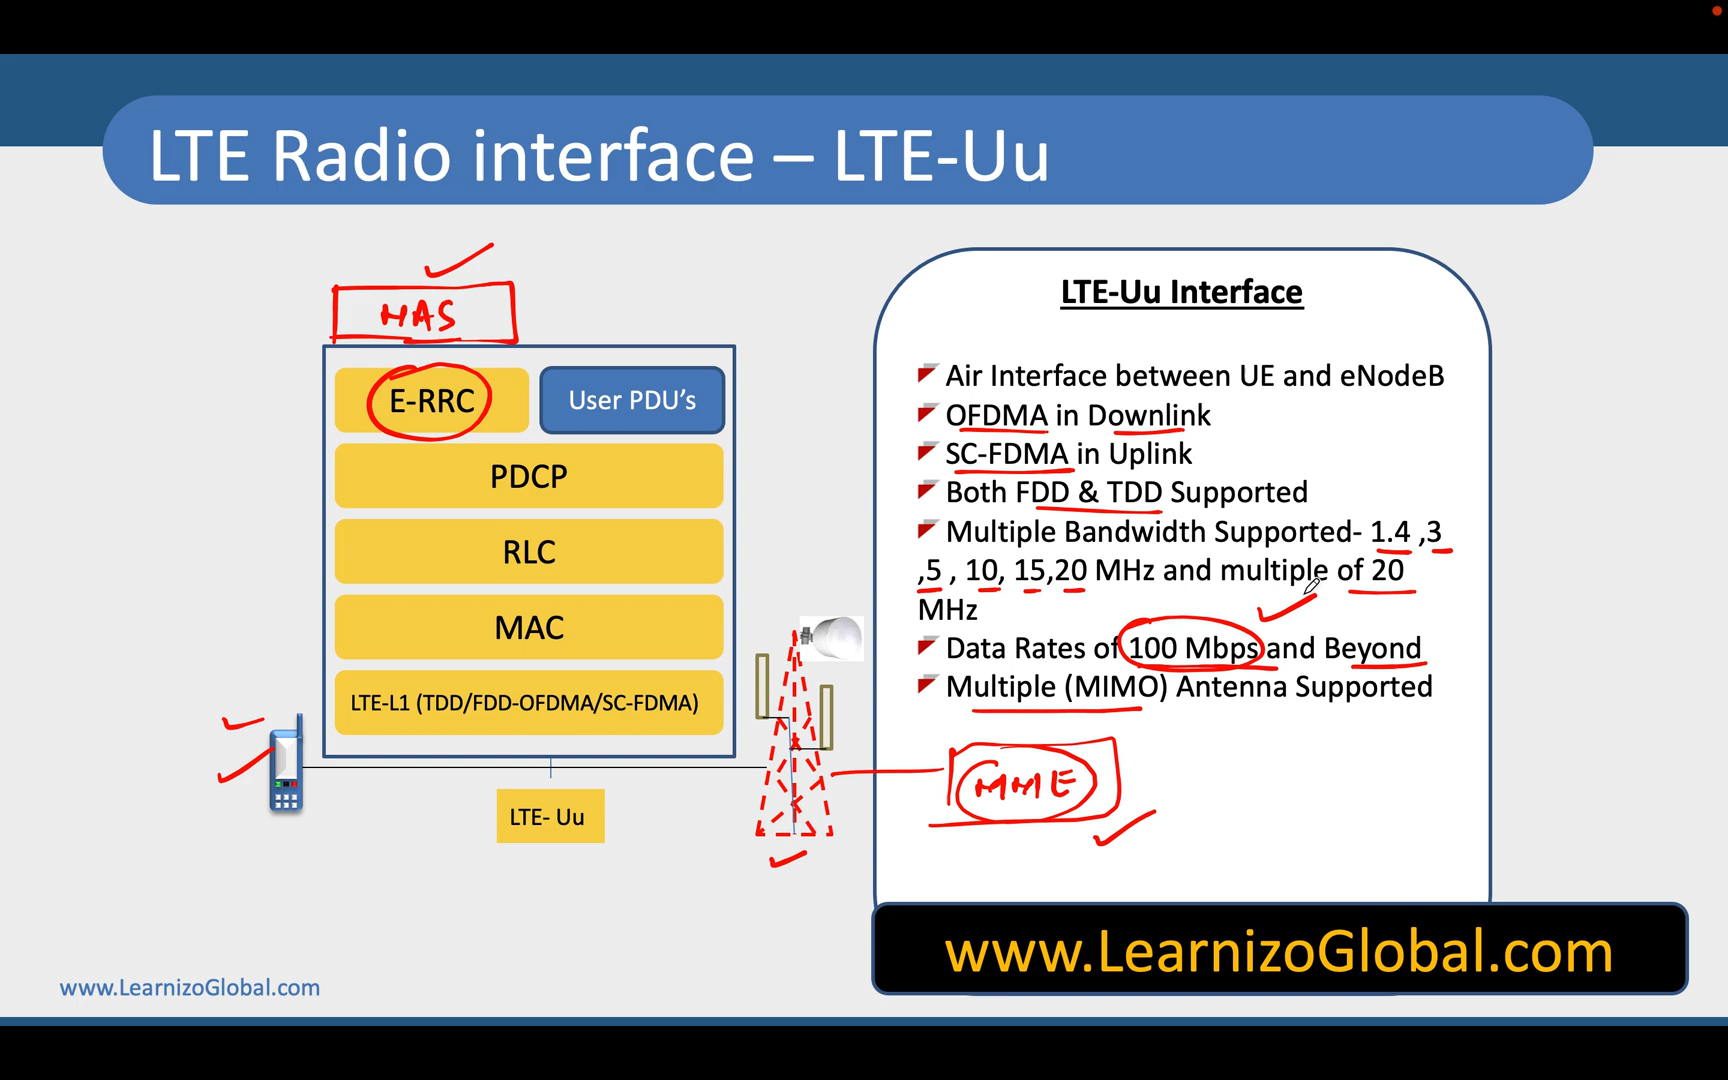 LTE Radio interface – LTE-Uu
NAS
E-RRC
User PDU's
PDCP
RLC
MAC
LTE-L1 (TDD/FDD-OFDMA/SC-FDMA)
LTE- Uu
LTE-Uu Interface
Air Interface between UE and eNodeB
OFDMA in Downlink
SC-FDMA in Uplink
Both FDD & TDD Supported
Multiple Bandwidth Supported- 1.4 ,3
,5 , 10, 15,20 MHz and multiple of 20
MHz
Data Rates of 100 Mbps and Beyond
Multiple (MIMO) Antenna Supported
MME
www.LearnizoGlobal.com
www.LearnizoGlobal.com